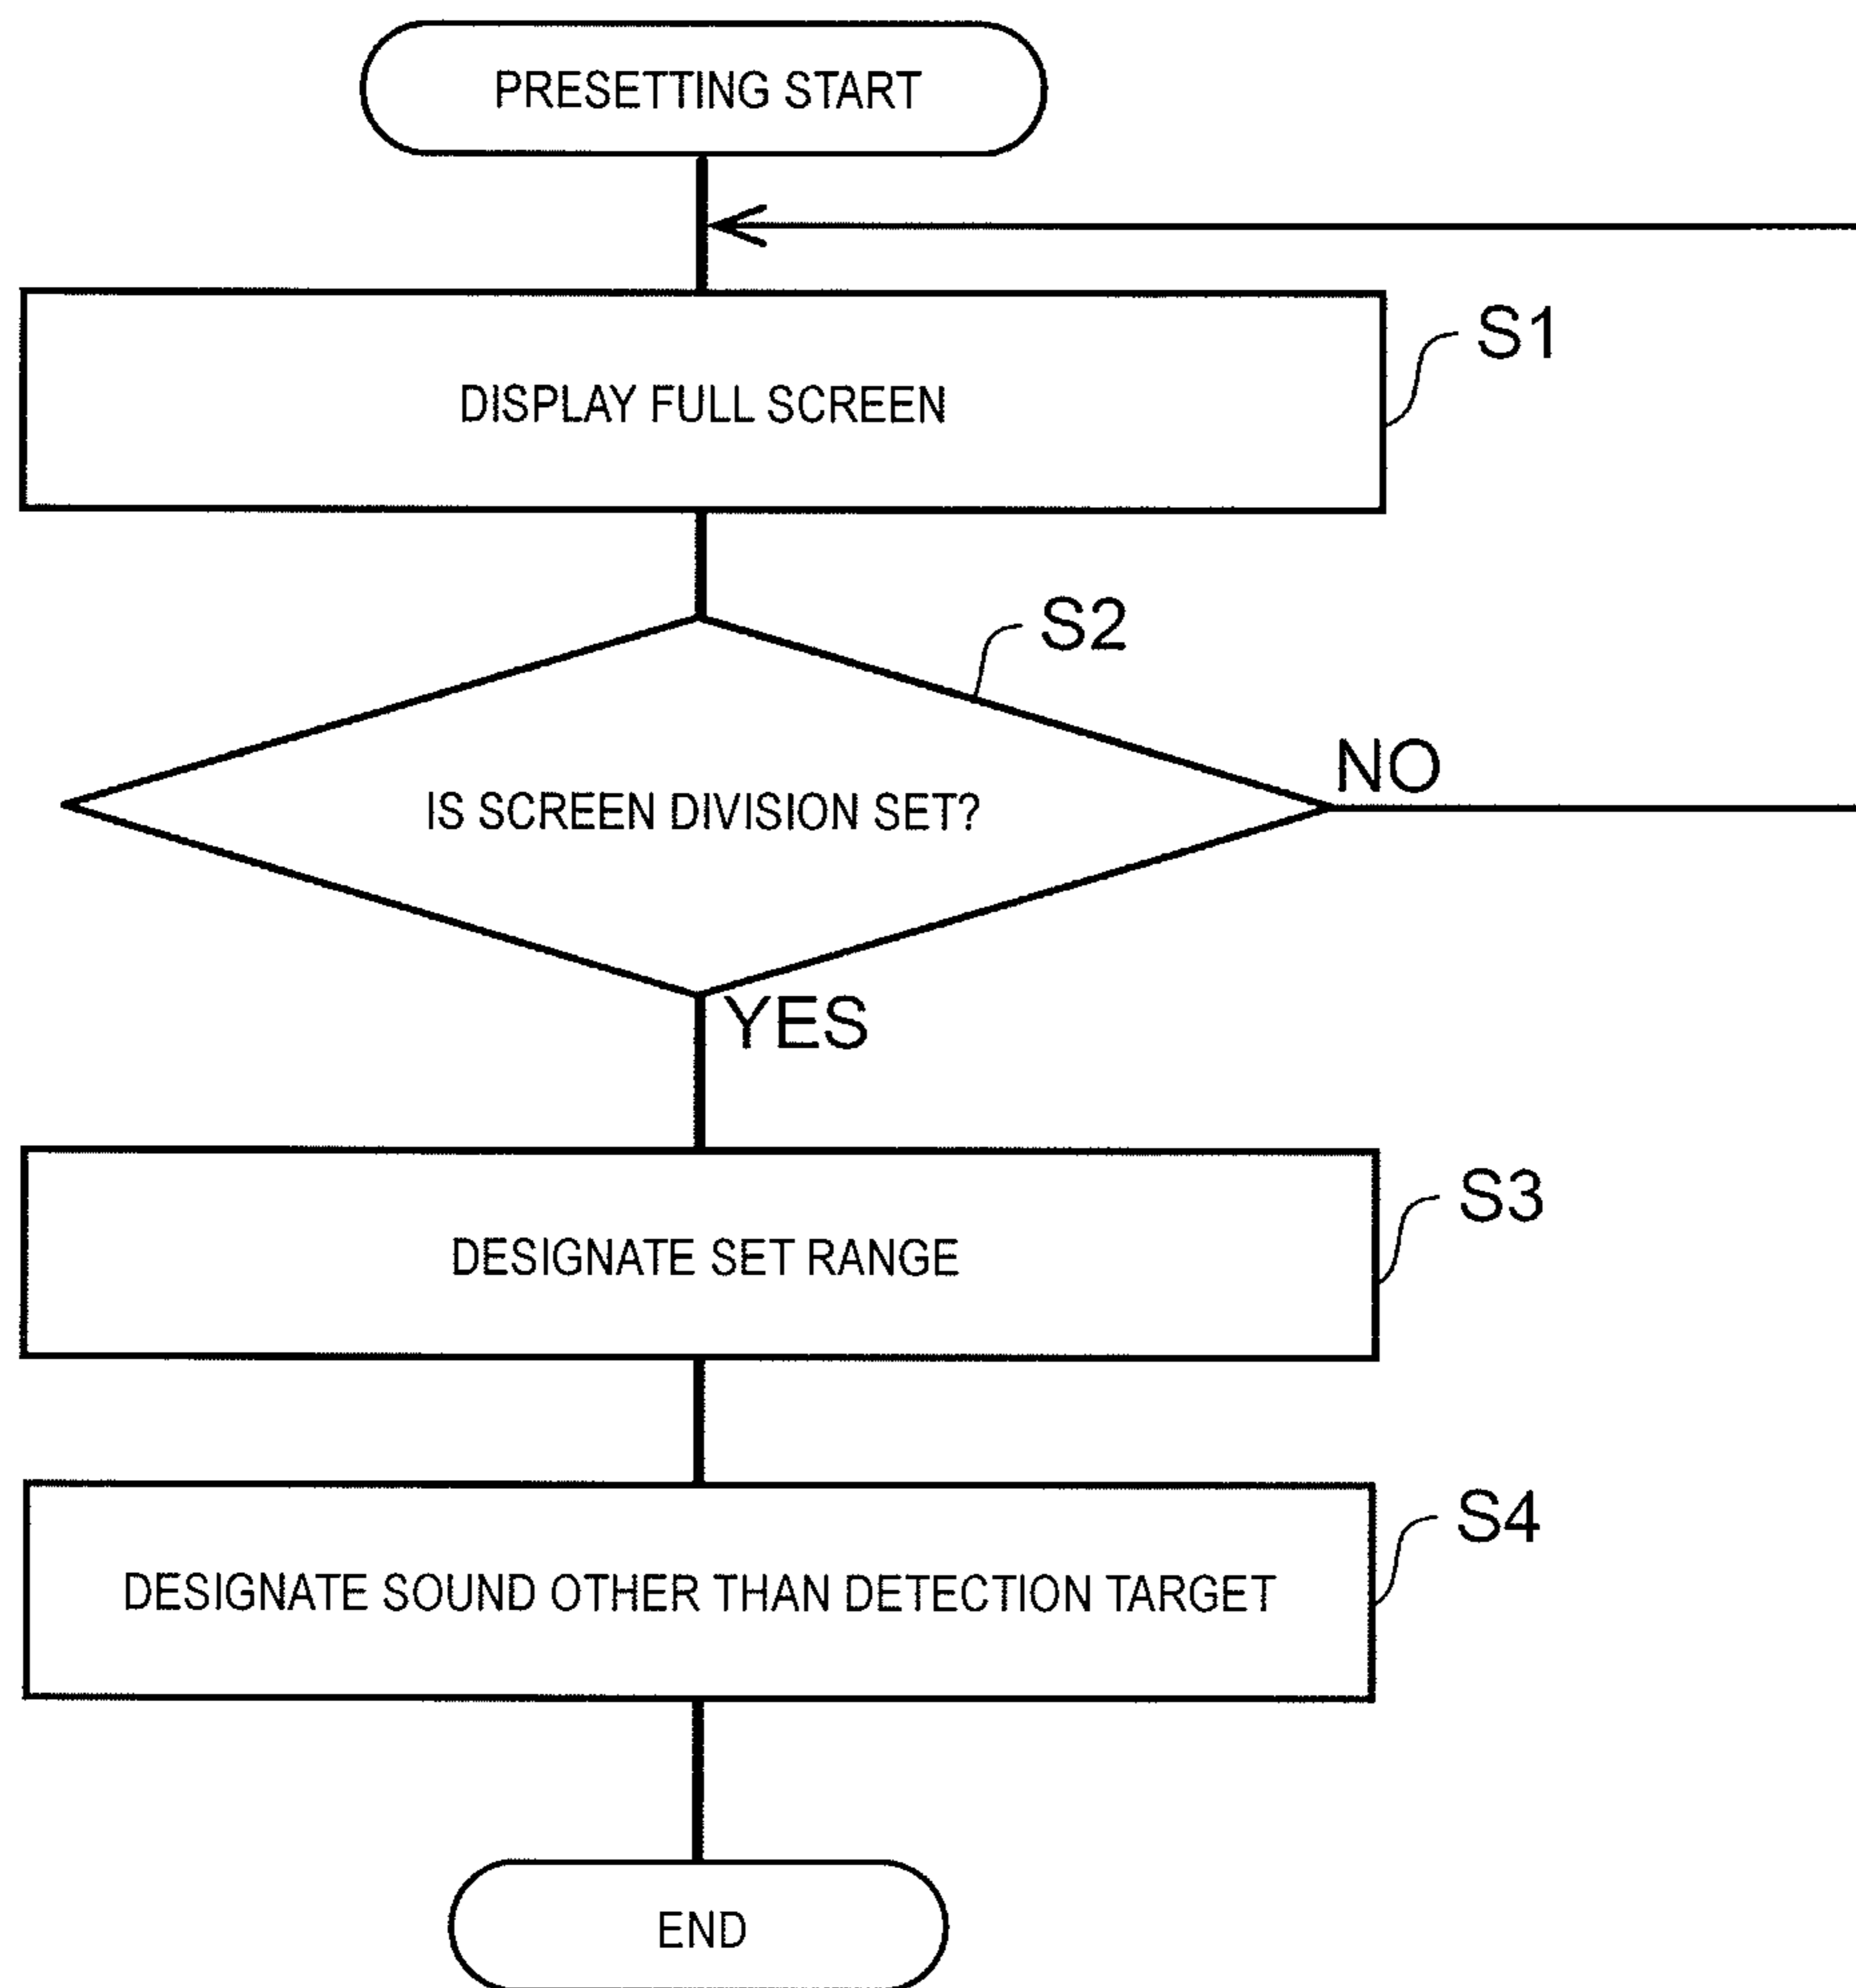 PRESETTING START
DISPLAY FULL SCREEN
S1
S2
IS SCREEN DIVISION SET?
NO
YES
DESIGNATE SET RANGE
S3
DESIGNATE SOUND OTHER THAN DETECTION TARGET
S4
END